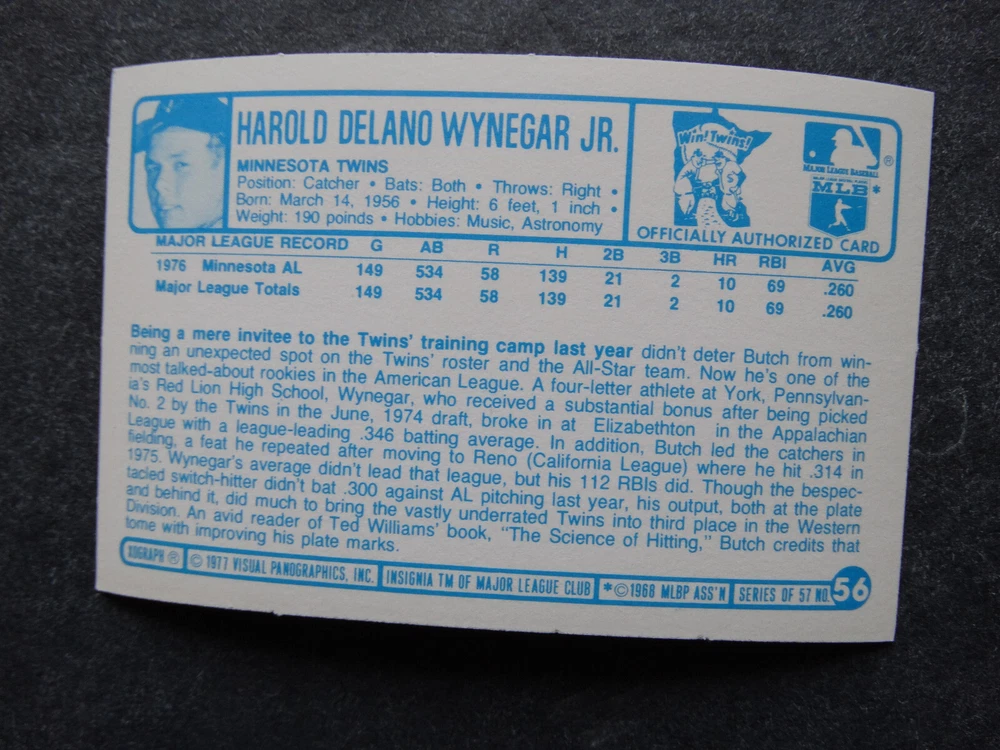 HAROLD DELANO WYNEGAR JR.
MINNESOTA TWINS
Position: Catcher • Bats: Both • Throws: Right •
Born: March 14, 1956 • Height: 6 feet, 1 inch •
Weight: 190 poinds • Hobbies: Music, Astronomy
Win! Twins!
MAJOR LEAGUE BASEBALL ®
MLB *
OFFICIALLY AUTHORIZED CARD
MAJOR LEAGUE RECORD G AB R H 2B 3B HR RBI AVG
1976 Minnesota AL 149 534 58 139 21 2 10 69 .260
Major League Totals 149 534 58 139 21 2 10 69 .260
Being a mere invitee to the Twins' training camp last year didn't deter Butch from win-
ning an unexpected spot on the Twins' roster and the All-Star team. Now he's one of the
most talked-about rookies in the American League. A four-letter athlete at York, Pennsylvan-
ia's Red Lion High School, Wynegar, who received a substantial bonus after being picked
No. 2 by the Twins in the June, 1974 draft, broke in at Elizabethton in the Appalachian
League with a league-leading .346 batting average. In addition, Butch led the catchers in
fielding, a feat he repeated after moving to Reno (California League) where he hit .314 in
1975. Wynegar's average didn't lead that league, but his 112 RBIs did. Though the bespec-
tacled switch-hitter didn't bat .300 against AL pitching last year, his output, both at the plate
and behind it, did much to bring the vastly underrated Twins into third place in the Western
Division. An avid reader of Ted Williams' book, "The Science of Hitting," Butch credits that
tome with improving his plate marks.
XOGRAPH ® © 1977 VISUAL PANOGRAPHICS, INC. INSIGNIA TM OF MAJOR LEAGUE CLUB *©1968 MLBP ASS'N SERIES OF 57 NO. 56